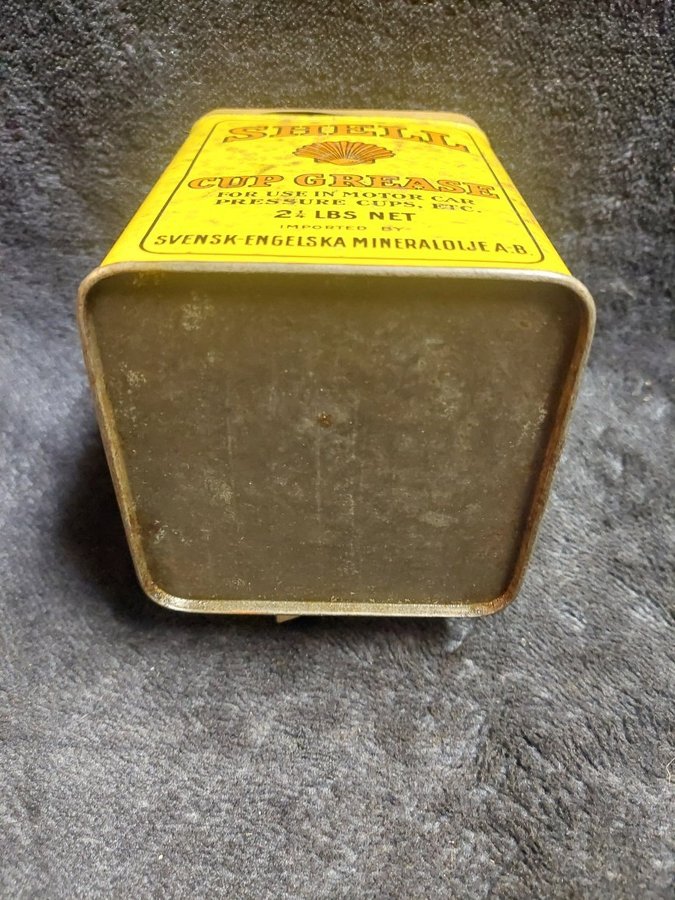 SHELL
CUP GREASE
FOR USE IN MOTOR CAR
PRESSURE CUPS, ETC.
2¼ LBS NET
IMPORTED BY
SVENSK-ENGELSKA MINERALOLJE A.B.